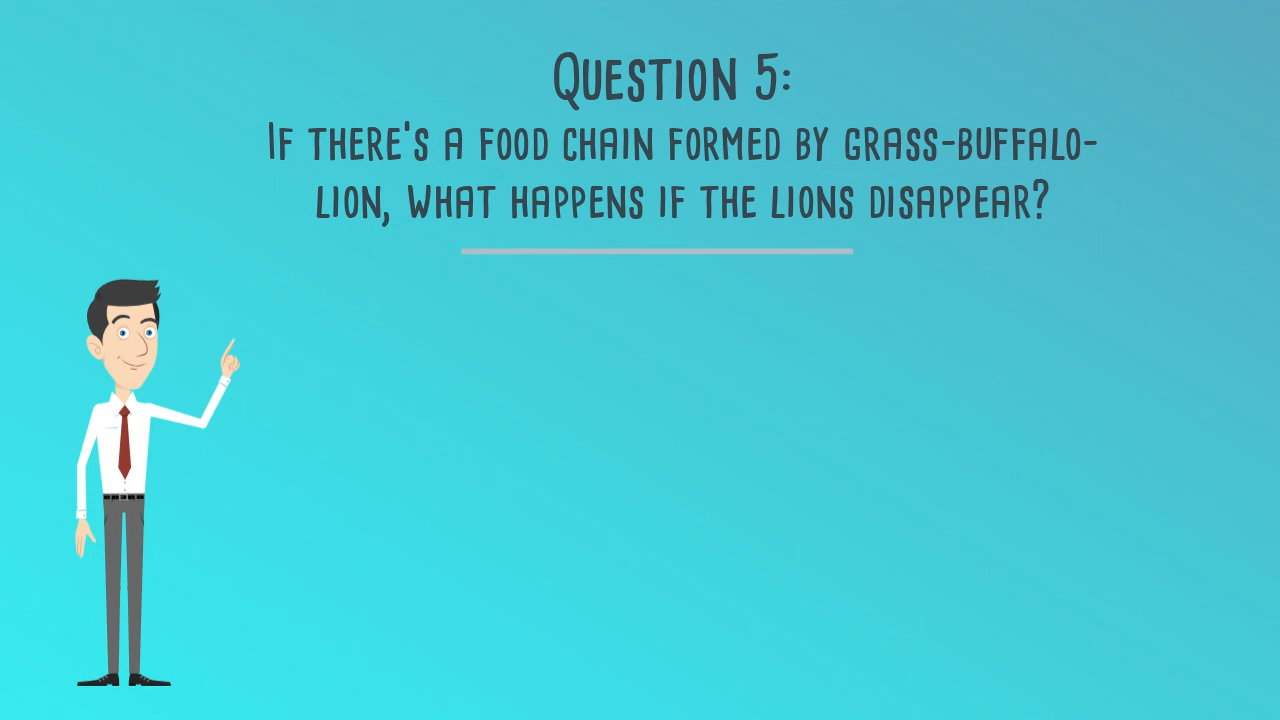 Question 5:
If there's a food chain formed by grass-buffalo-
lion, what happens if the lions disappear?